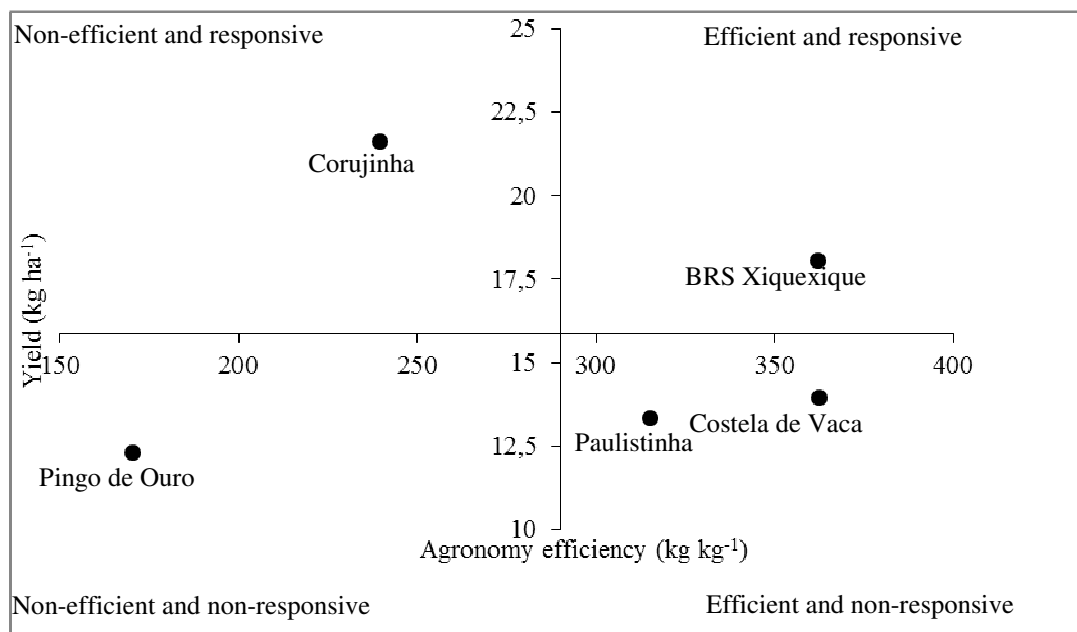 Non-efficient and responsive
Efficient and responsive
25
22,5
Corujinha
20
Yield (kg ha-1)
17,5
BRS Xiquexique
150
200
250
15
300
350
400
Paulistinha
Costela de Vaca
12,5
Pingo de Ouro
10
Agronomy efficiency (kg kg-1)
Non-efficient and non-responsive
Efficient and non-responsive